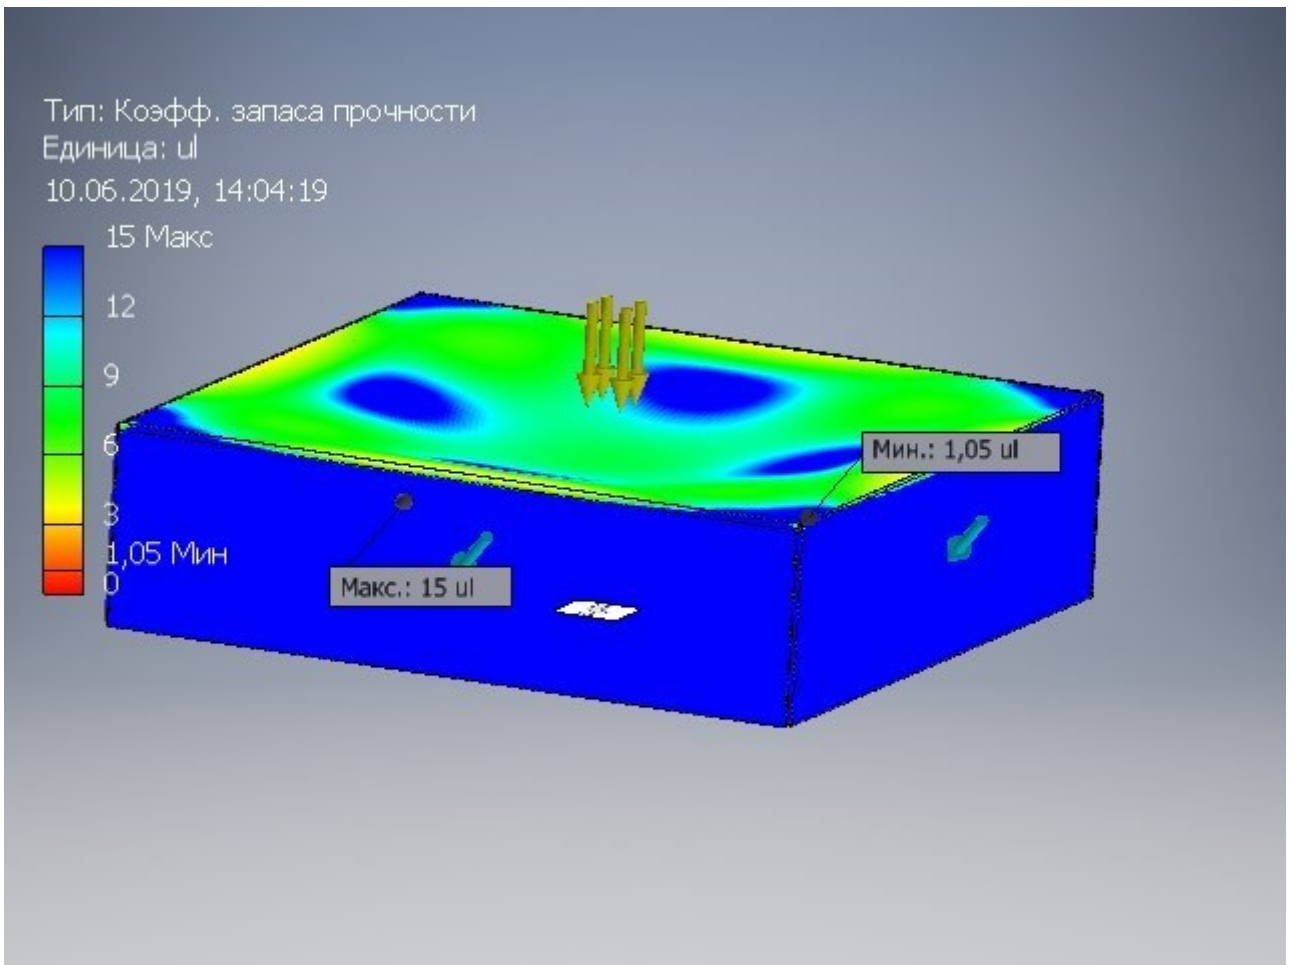 Тип: Коэфф. запаса прочности
Единица: ul
10.06.2019, 14:04:19
15 Макс
12
9
6
3
1,05 Мин
0
Мин.: 1,05 ul
Макс.: 15 ul